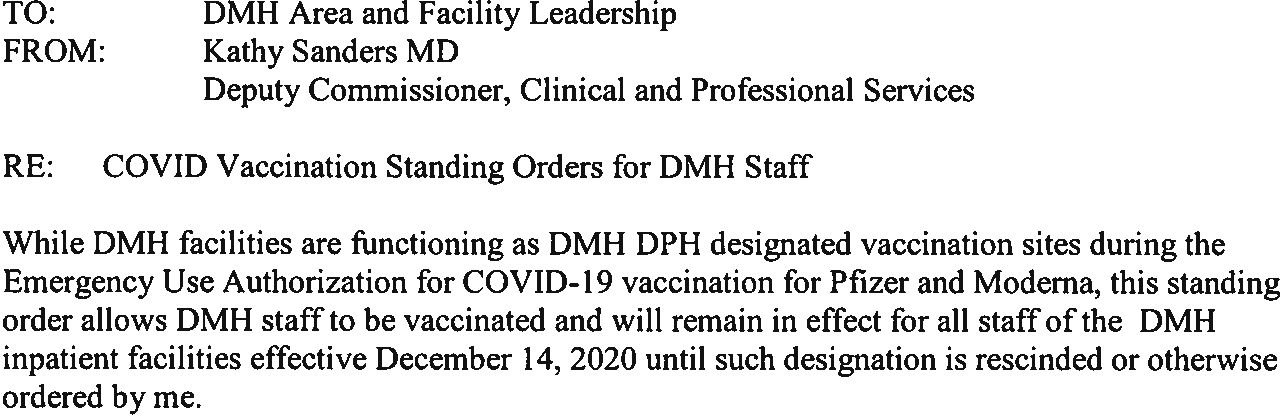 TO: DMH Area and Facility Leadership
FROM: Kathy Sanders MD
Deputy Commissioner, Clinical and Professional Services
RE: COVID Vaccination Standing Orders for DMH Staff
While DMH facilities are functioning as DMH DPH designated vaccination sites during the
Emergency Use Authorization for COVID-19 vaccination for Pfizer and Moderna, this standing
order allows DMH staff to be vaccinated and will remain in effect for all staff of the DMH
inpatient facilities effective December 14, 2020 until such designation is rescinded or otherwise
ordered by me.